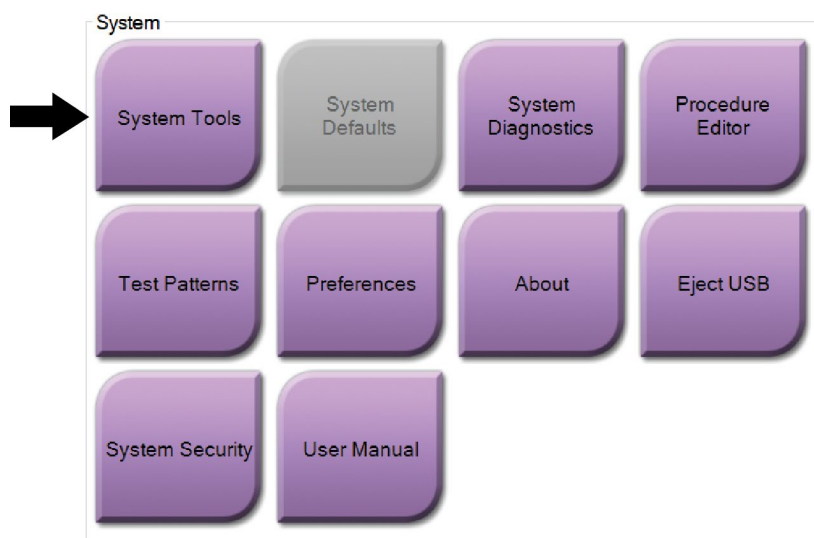 System
System Tools
System
Defaults
System
Diagnostics
Procedure
Editor
Test Patterns
Preferences
About
Eject USB
System Security
User Manual